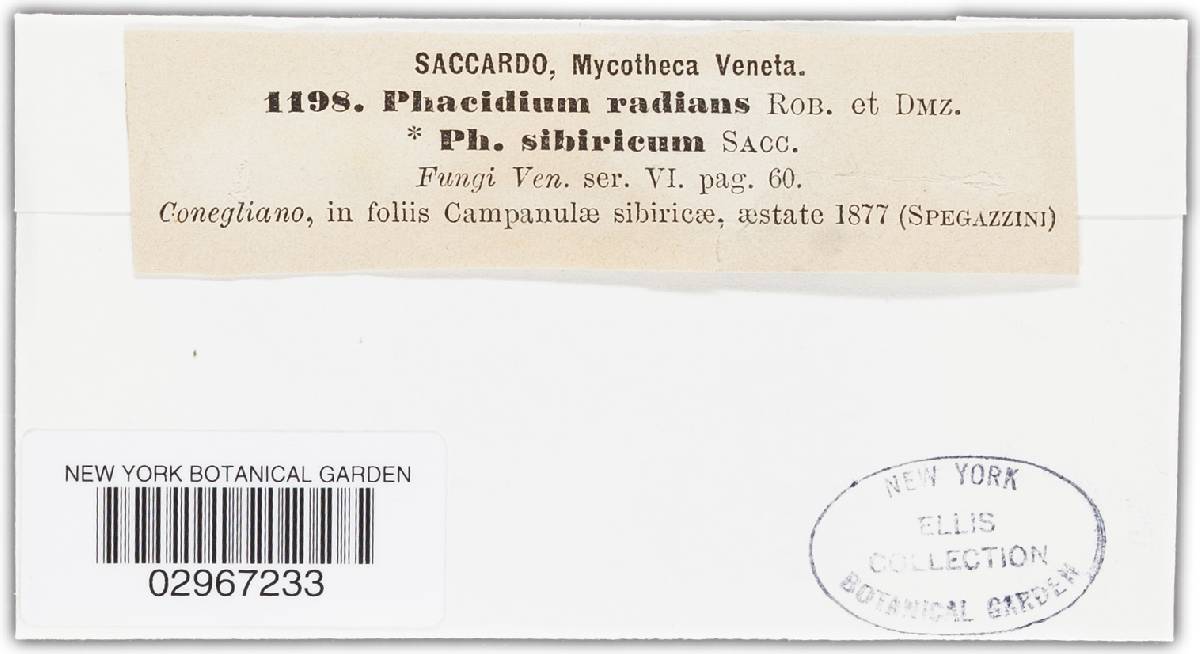 SACCARDO, Mycotheca Veneta.
1198. Phacidium radians ROB. et DMZ.
* Ph. sibiricum SACC.
Fungi Ven. ser. VI. pag. 60.
Conegliano, in foliis Campanulæ sibiricæ, æstate 1877 (SPEGAZZINI)
NEW YORK BOTANICAL GARDEN
02967233
NEW YORK
ELLIS
COLLECTION
BOTANICAL GARDEN